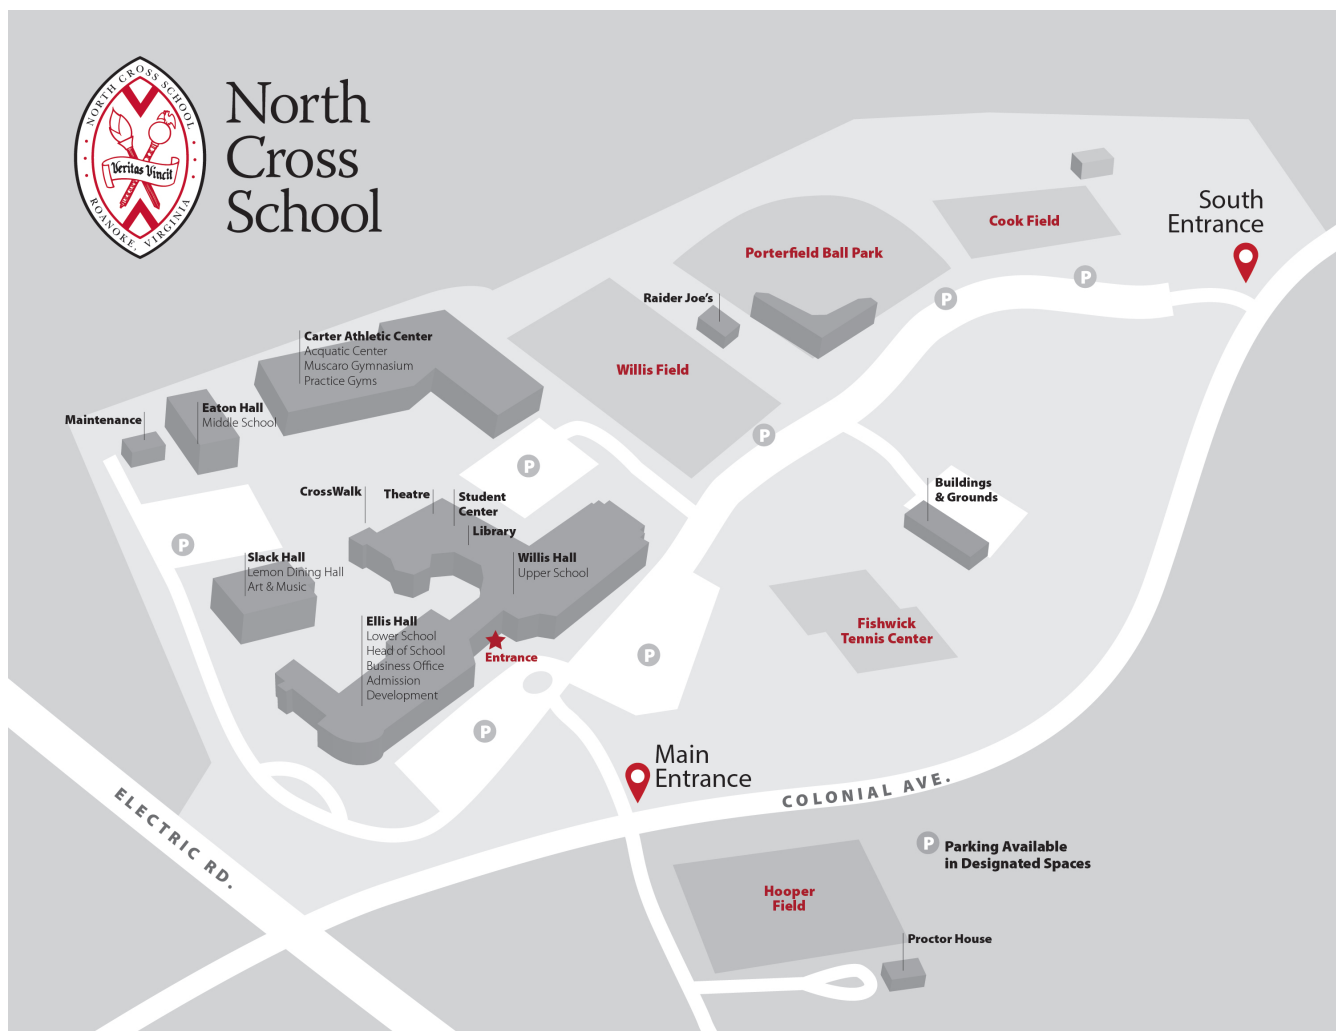 NORTH CROSS SCHOOL
Veritas Vincit
ROANOKE, VIRGINIA
North
Cross
School
South
Entrance
Cook Field
Porterfield Ball Park
P
P
Raider Joe's
Willis Field
Carter Athletic Center
Acquatic Center
Muscaro Gymnasium
Practice Gyms
Eaton Hall
Middle School
Maintenance
P
P
Buildings
& Grounds
CrossWalk
Theatre
Student
Center
Library
P
Slack Hall
Lemon Dining Hall
Art & Music
Willis Hall
Upper School
Ellis Hall
Lower School
Head of School
Business Office
Admission
Development
Entrance
P
Fishwick
Tennis Center
P
Main
Entrance
COLONIAL AVE.
ELECTRIC RD.
P Parking Available
in Designated Spaces
Hooper
Field
Proctor House